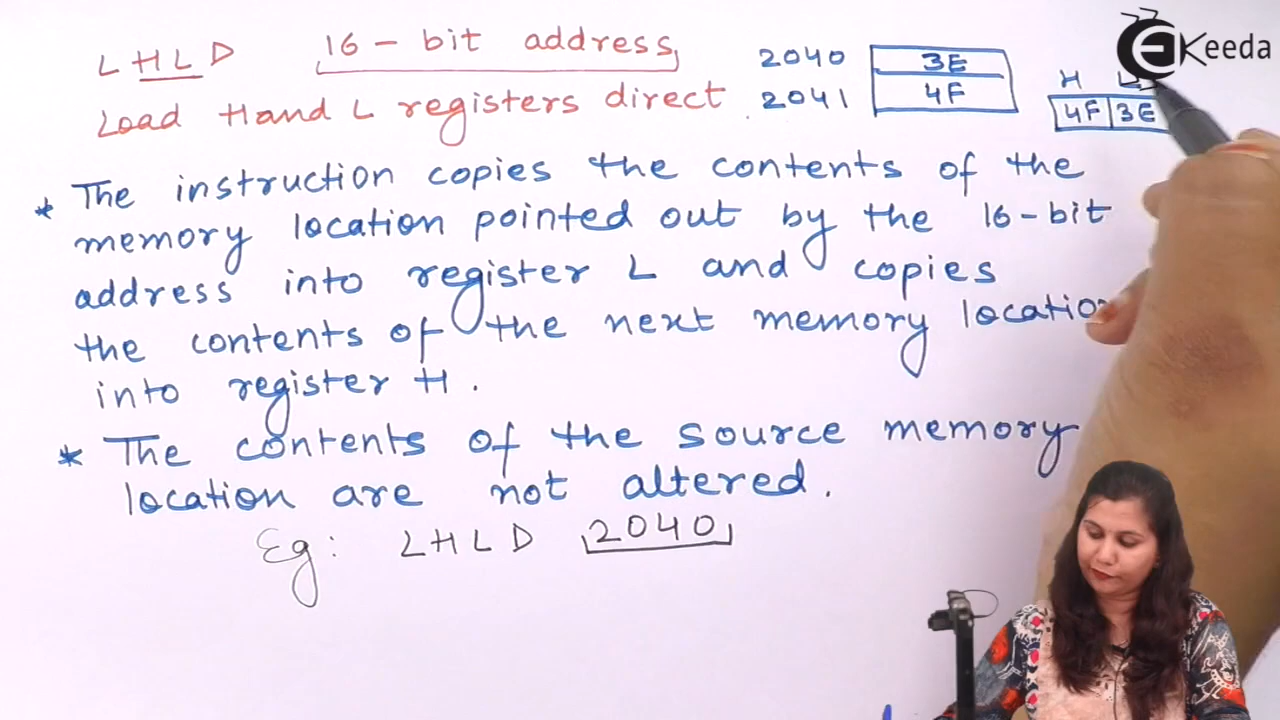 LHLD 16-bit address
Load H and L registers direct
2040 3E
2041 4F
H L
4F 3E
EKeeda
* The instruction copies the contents of the
memory location pointed out by the 16-bit
address into register L and copies
the contents of the next memory location
into register H.
* The contents of the source memory
location are not altered.
Eg: LHLD 2040